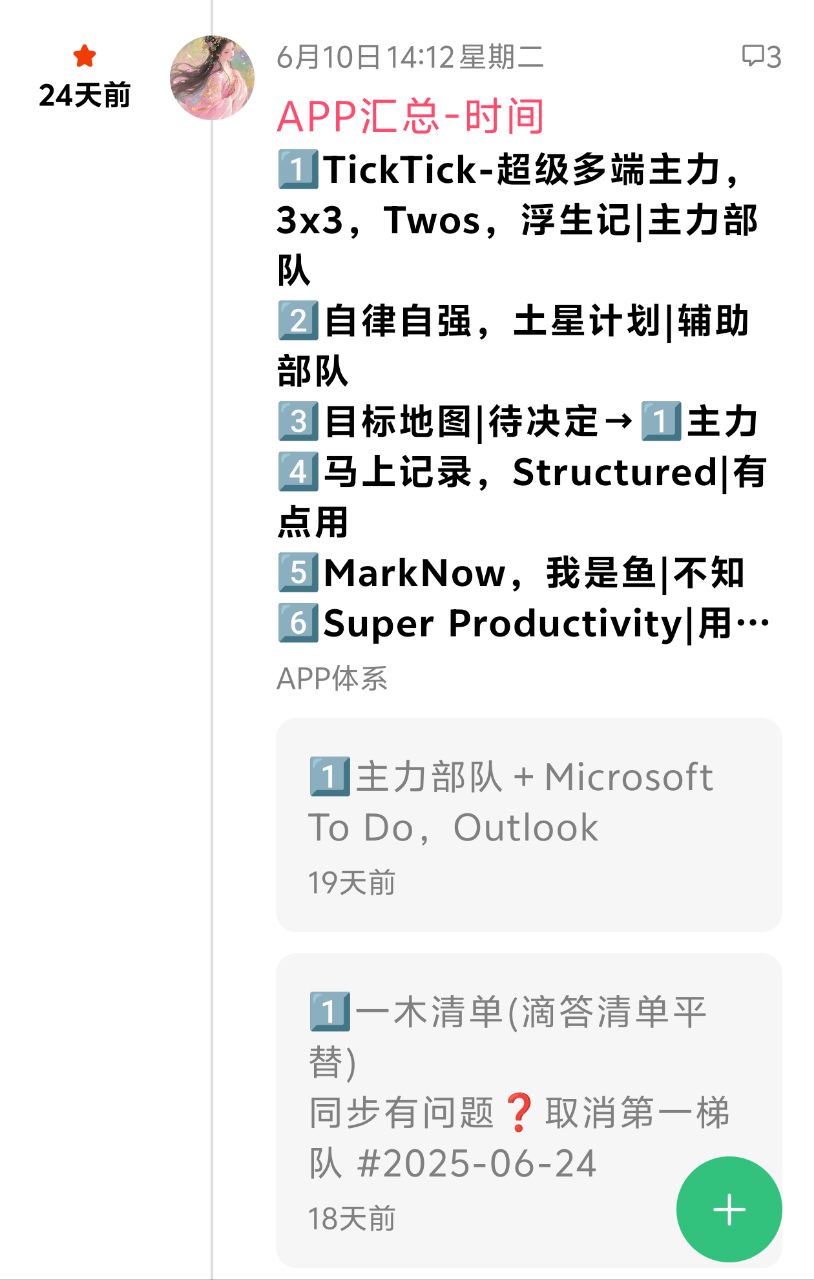 24天前
6月10日14:12星期二
3
APP汇总-时间
1️⃣TickTick-超级多端主力，
3x3，Twos，浮生记|主力部
队
2️⃣自律自强，土星计划|辅助
部队
3️⃣目标地图|待决定→1️⃣主力
4️⃣马上记录，Structured|有
点用
5️⃣MarkNow，我是鱼|不知
6️⃣Super Productivity|用…
APP体系
1️⃣主力部队＋Microsoft
To Do，Outlook
19天前
1️⃣一木清单(滴答清单平
替)
同步有问题❓取消第一梯
队 #2025-06-24
18天前